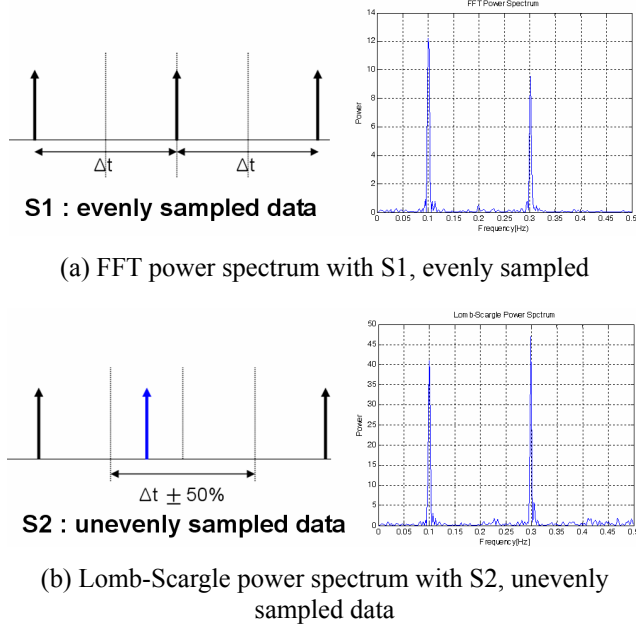 FFT Power Spectrum
14
12
10
8
6
4
2
0
Power
0 0.05 0.1 0.15 0.2 0.25 0.3 0.35 0.4 0.45 0.5
Frequency[Hz]
Δt Δt
S1 : evenly sampled data
(a) FFT power spectrum with S1, evenly sampled
Lomb-Scargle Power Spctrum
50
45
40
35
30
25
20
15
10
5
0
Power
0 0.05 0.1 0.15 0.2 0.25 0.3 0.35 0.4 0.45 0.5
Frequency[Hz]
Δt ± 50%
S2 : unevenly sampled data
(b) Lomb-Scargle power spectrum with S2, unevenly
sampled data